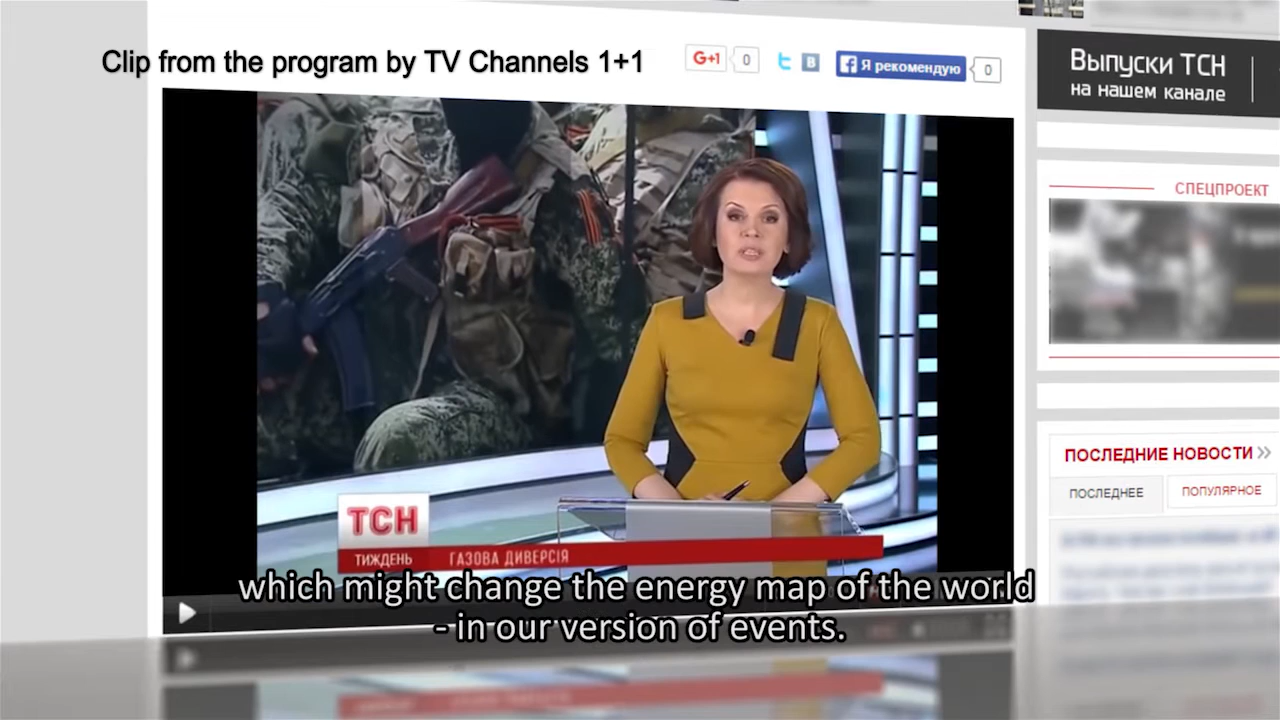 Clip from the program by TV Channels 1+1
G+1
0
B
f Я рекомендую
0
Выпуски ТСН
на нашем канале
СПЕЦПРОЕКТ
ПОСЛЕДНИЕ НОВОСТИ »
ПОСЛЕДНЕЕ
ПОПУЛЯРНОЕ
ТСН
ТИЖДЕНЬ
ГАЗОВА ДИВЕРСІЯ
which might change the energy map of the world
- in our version of events.